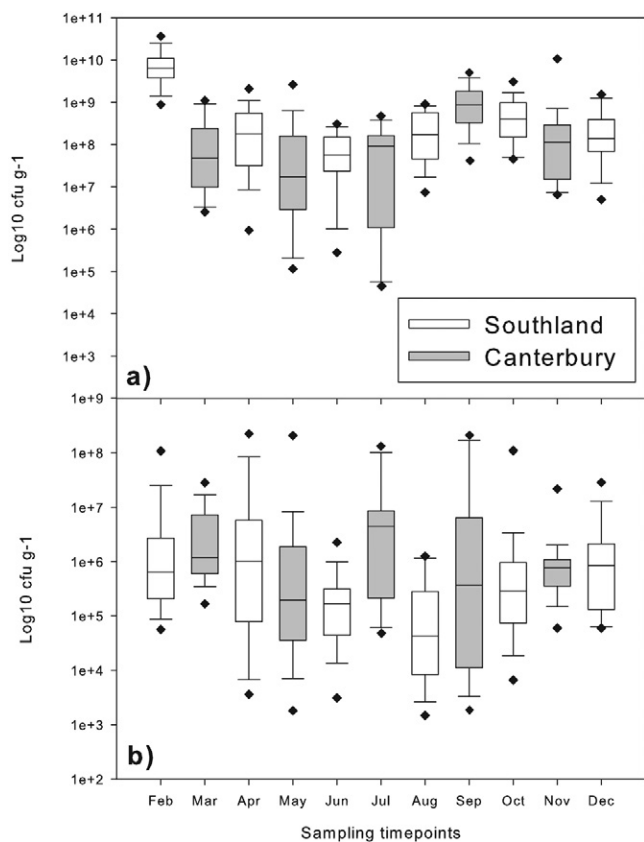 1e+11
1e+10
1e+9
1e+8
1e+7
1e+6
1e+5
1e+4
1e+3
Log10 cfu g-1
Southland
Canterbury
a)
1e+9
1e+8
1e+7
1e+6
1e+5
1e+4
1e+3
1e+2
Log10 cfu g-1
b)
Feb Mar Apr May Jun Jul Aug Sep Oct Nov Dec
Sampling timepoints